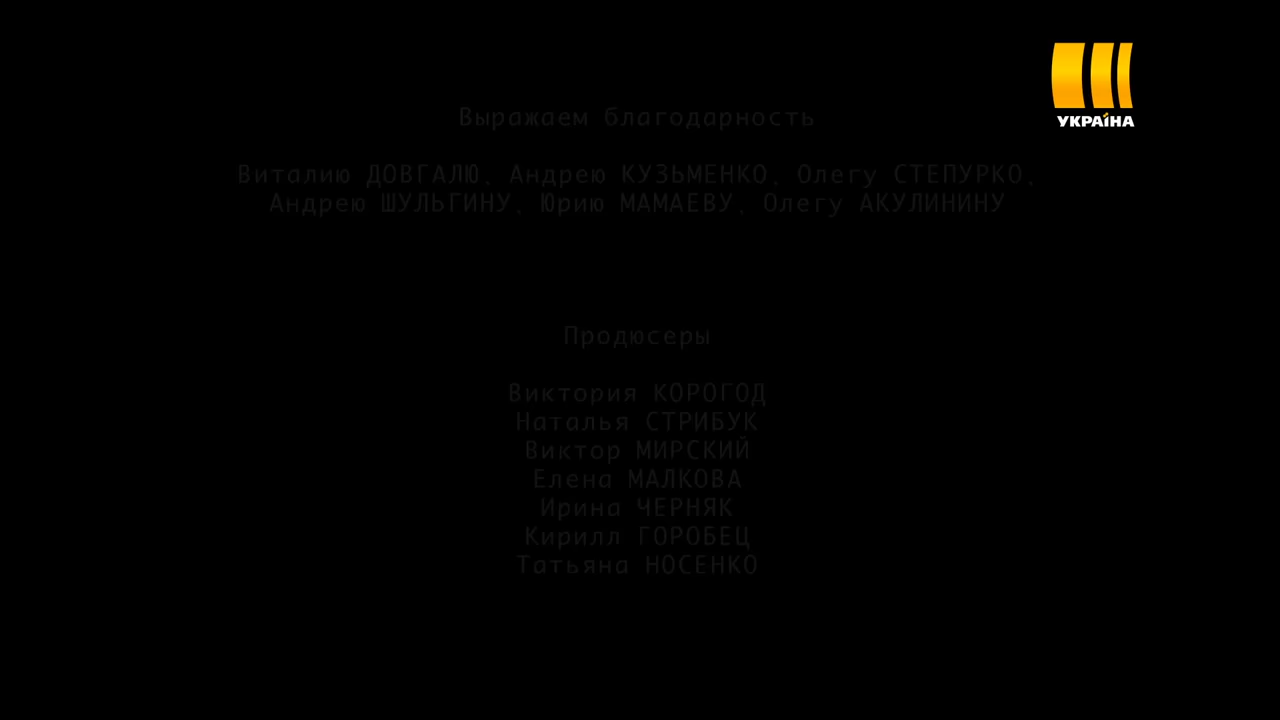 УКРАЇНА
Выражаем благодарность
Виталию ДОВГАЛЮ, Андрею КУЗЬМЕНКО, Олегу СТЕПУРКО,
Андрею ШУЛЬГИНУ, Юрию МАМАЕВУ, Олегу АКУЛИНИНУ
Продюсеры
Виктория КОРОГОД
Наталья СТРИБУК
Виктор МИРСКИЙ
Елена МАЛКОВА
Ирина ЧЕРНЯК
Кирилл ГОРОБЕЦ
Татьяна НОСЕНКО